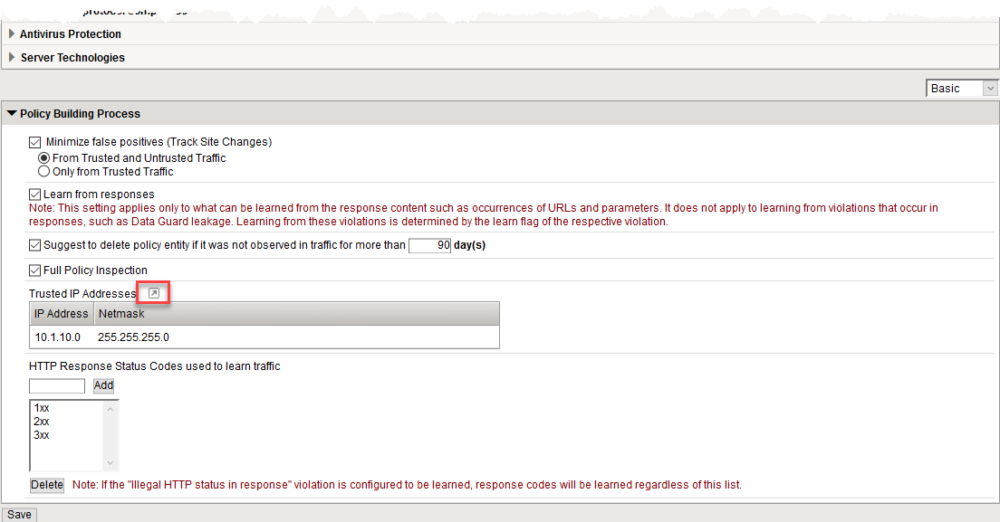 Antivirus Protection
Server Technologies
Basic
Policy Building Process
Minimize false positives (Track Site Changes)
From Trusted and Untrusted Traffic
Only from Trusted Traffic
Learn from responses
Note: This setting applies only to what can be learned from the response content such as occurrences of URLs and parameters. It does not apply to learning from violations that occur in
responses, such as Data Guard leakage. Learning from these violations is determined by the learn flag of the respective violation.
Suggest to delete policy entity if it was not observed in traffic for more than 90 day(s)
Full Policy Inspection
Trusted IP Addresses
IP Address Netmask
10.1.10.0 255.255.255.0
HTTP Response Status Codes used to learn traffic
Add
1xx
2xx
3xx
Delete Note: If the "Illegal HTTP status in response" violation is configured to be learned, response codes will be learned regardless of this list.
Save